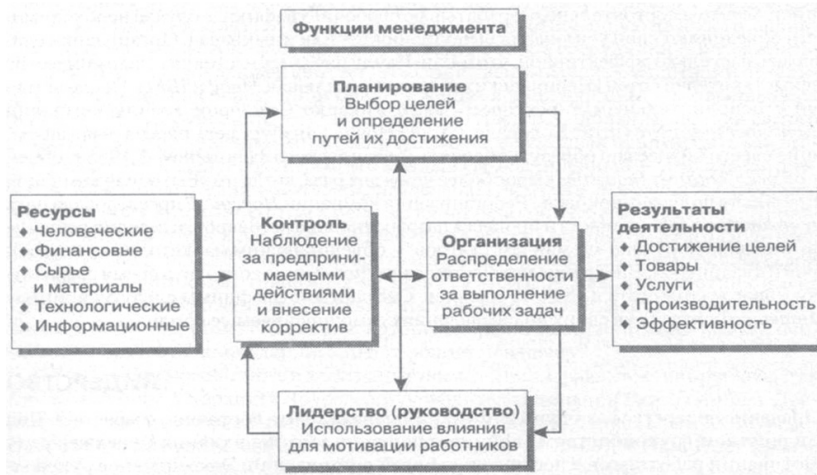 Функции менеджмента
Планирование
Выбор целей
и определение
путей их достижения
Ресурсы
◆ Человеческие
◆ Финансовые
◆ Сырье
и материалы
◆ Технологические
◆ Информационные
Контроль
Наблюдение
за предприни-
маемыми
действиями
и внесение
корректив
Организация
Распределение
ответственности
за выполнение
рабочих задач
Результаты
деятельности
◆ Достижение целей
◆ Товары
◆ Услуги
◆ Производительность
◆ Эффективность
Лидерство (руководство)
Использование влияния
для мотивации работников